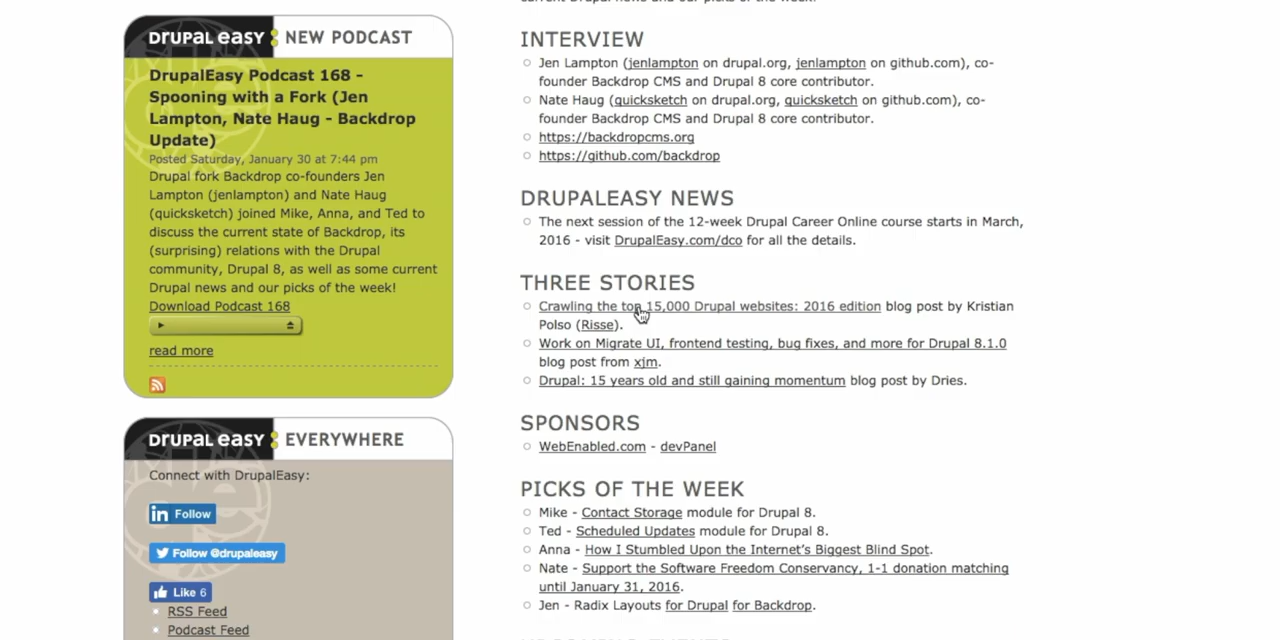 DRUPAL EASY NEW PODCAST
DrupalEasy Podcast 168 -
Spooning with a Fork (Jen
Lampton, Nate Haug - Backdrop
Update)
Posted Saturday, January 30 at 7:44 pm
Drupal fork Backdrop co-founders Jen
Lampton (jenlampton) and Nate Haug
(quicksketch) joined Mike, Anna, and Ted to
discuss the current state of Backdrop, its
(surprising) relations with the Drupal
community, Drupal 8, as well as some current
Drupal news and our picks of the week!
Download Podcast 168
read more
DRUPAL EASY EVERYWHERE
Connect with DrupalEasy:
in Follow
Follow @drupaleasy
Like 6
RSS Feed
Podcast Feed
current Drupal news and our picks of the week!
INTERVIEW
Jen Lampton (jenlampton on drupal.org, jenlampton on github.com), co-
founder Backdrop CMS and Drupal 8 core contributor.
Nate Haug (quicksketch on drupal.org, quicksketch on github.com), co-
founder Backdrop CMS and Drupal 8 core contributor.
https://backdropcms.org
https://github.com/backdrop
DRUPALEASY NEWS
The next session of the 12-week Drupal Career Online course starts in March,
2016 - visit DrupalEasy.com/dco for all the details.
THREE STORIES
Crawling the top 15,000 Drupal websites: 2016 edition blog post by Kristian
Polso (Risse).
Work on Migrate UI, frontend testing, bug fixes, and more for Drupal 8.1.0
blog post from xjm.
Drupal: 15 years old and still gaining momentum blog post by Dries.
SPONSORS
WebEnabled.com - devPanel
PICKS OF THE WEEK
Mike - Contact Storage module for Drupal 8.
Ted - Scheduled Updates module for Drupal 8.
Anna - How I Stumbled Upon the Internet's Biggest Blind Spot.
Nate - Support the Software Freedom Conservancy, 1-1 donation matching
until January 31, 2016.
Jen - Radix Layouts for Drupal for Backdrop.